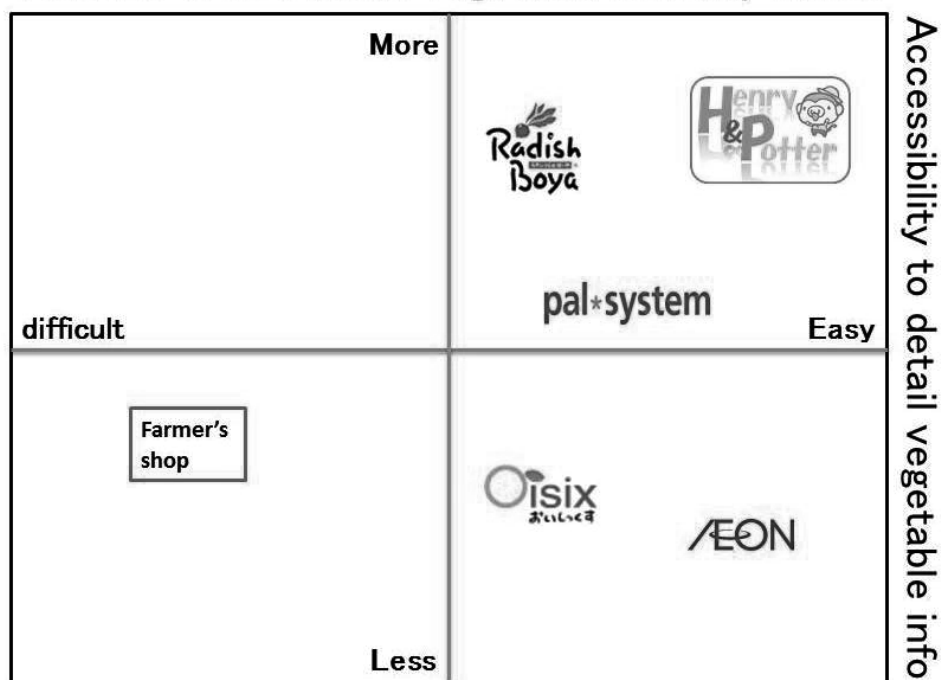 More
Radish
Boya
Henry
&Potter
pal*system
difficult
Easy
Farmer's
shop
Oisix
おいしっくす
ÆON
Less
Accessibility to detail vegetable info